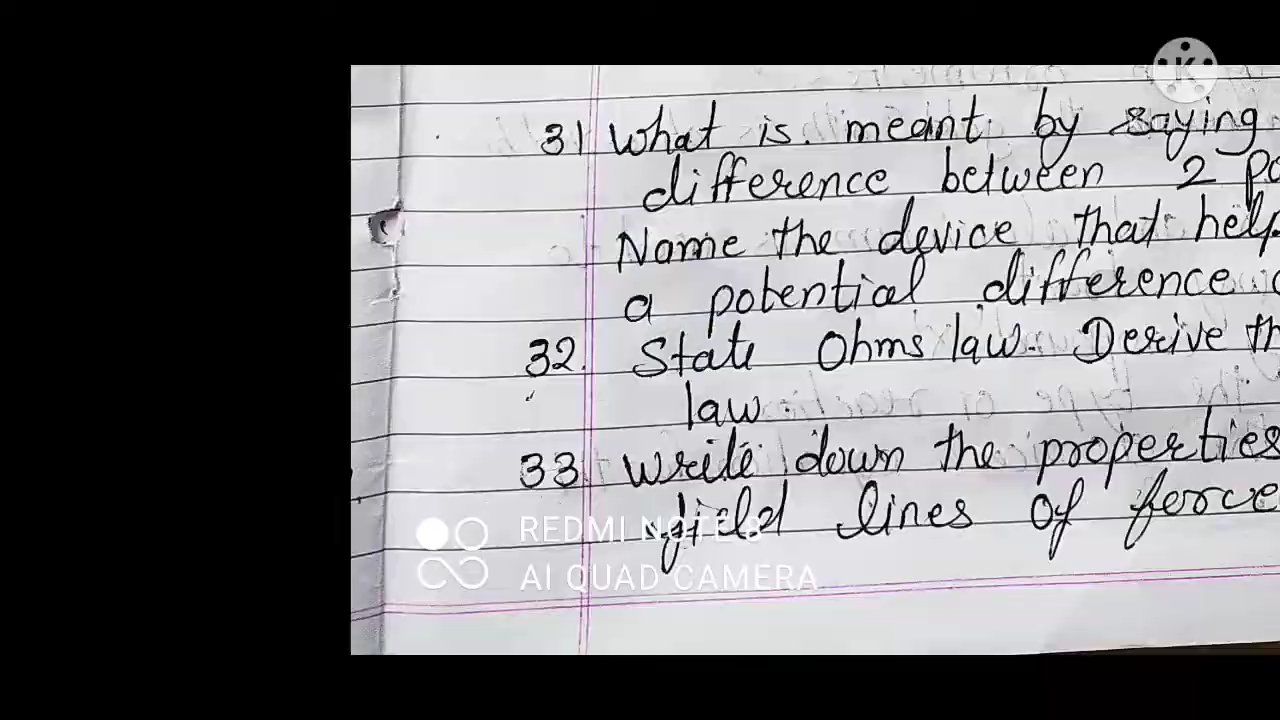 31 What is meant by saying
difference between 2
Name the device that
a potential difference
32. State Ohms law. Derive
law
33. Write down the properties
field lines of force
REDMI NOTE 8
AI QUAD CAMERA
K